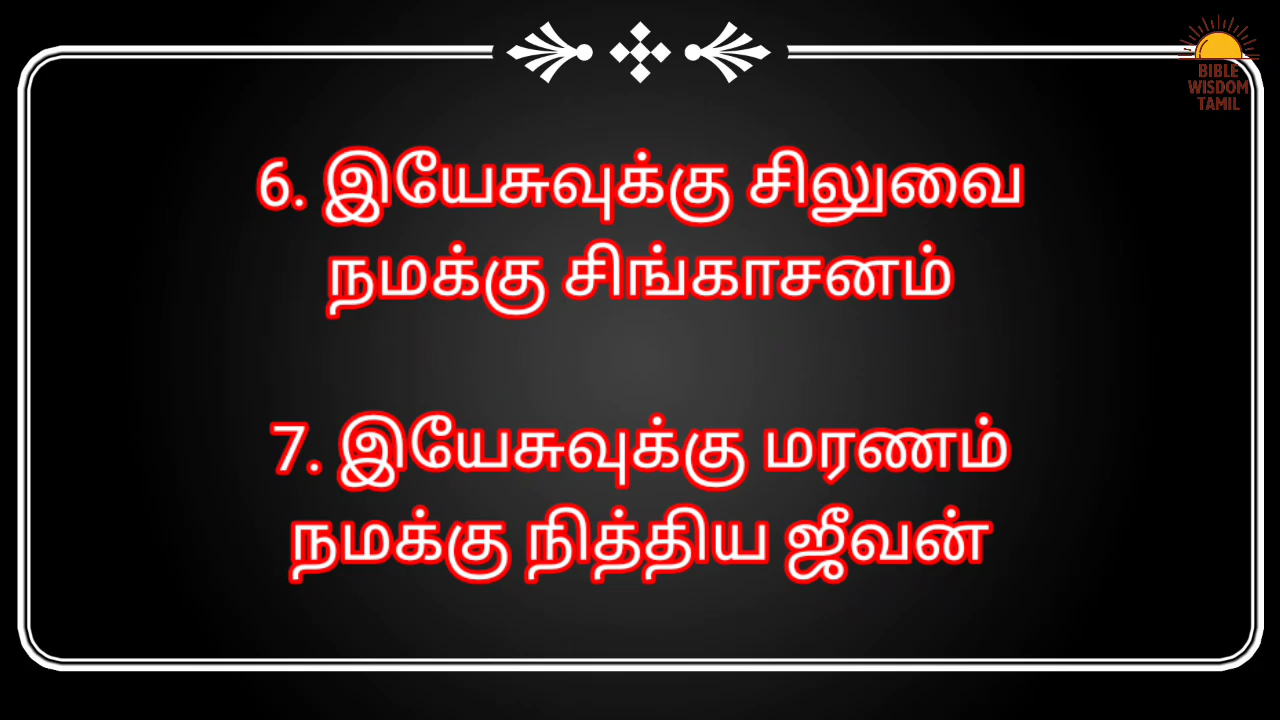 BIBLE
WISDOM
TAMIL
6. இயேசுவுக்கு சிலுவை
நமக்கு சிங்காசனம்
7. இயேசுவுக்கு மரணம்
நமக்கு நித்திய ஜீவன்